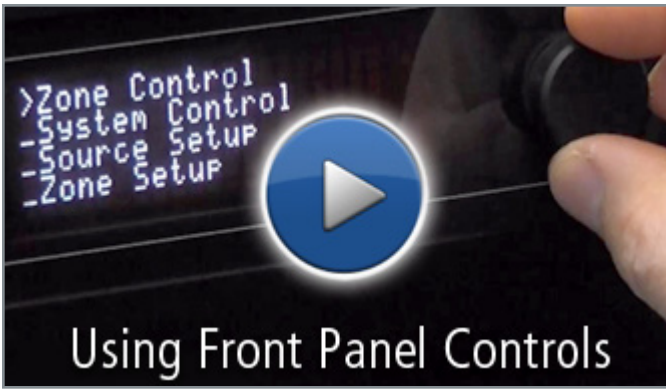 >Zone Control
-System Control
-Source Setup
-Zone Setup
Using Front Panel Controls